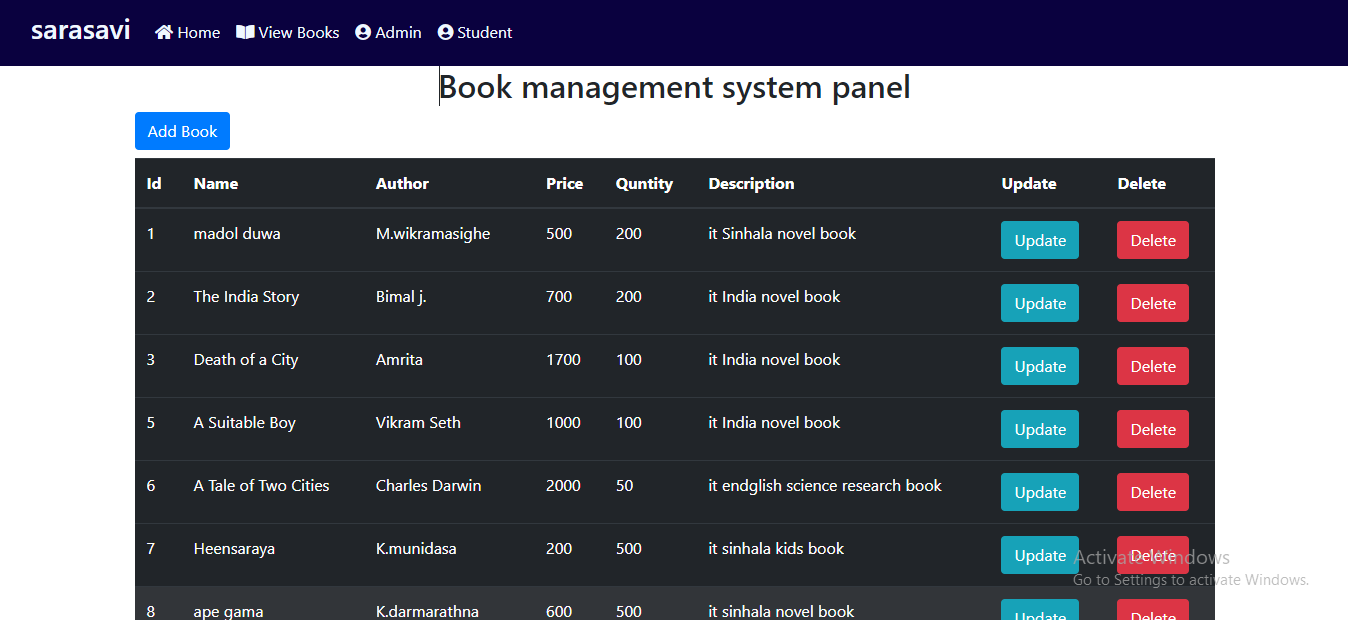 sarasavi Home View Books Admin Student
Book management system panel
Add Book
Id Name Author Price Quntity Description Update Delete
1 madol duwa M.wikramasighe 500 200 it Sinhala novel book Update Delete
2 The India Story Bimal j. 700 200 it India novel book Update Delete
3 Death of a City Amrita 1700 100 it India novel book Update Delete
5 A Suitable Boy Vikram Seth 1000 100 it India novel book Update Delete
6 A Tale of Two Cities Charles Darwin 2000 50 it endglish science research book Update Delete
7 Heensaraya K.munidasa 200 500 it sinhala kids book Update Delete
Activate Windows
Go to Settings to activate Windows.
8 ape gama K.darmarathna 600 500 it sinhala novel book Update Delete